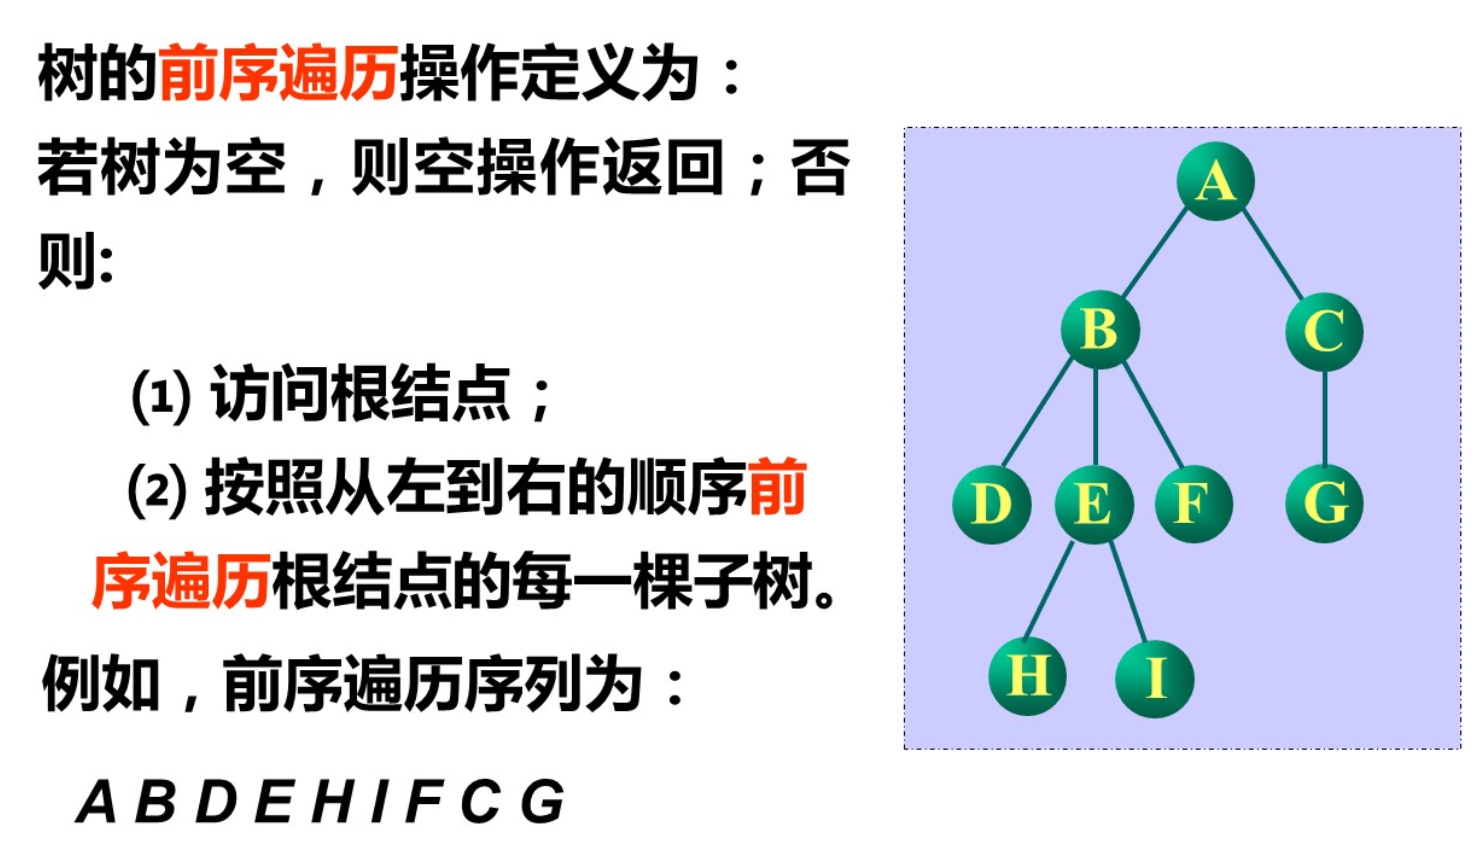 树的前序遍历操作定义为：
若树为空，则空操作返回；否
则:
⑴ 访问根结点；
⑵ 按照从左到右的顺序前
序遍历根结点的每一棵子树。
例如，前序遍历序列为：
A B D E H I F C G
A
B C
D E F G
H I